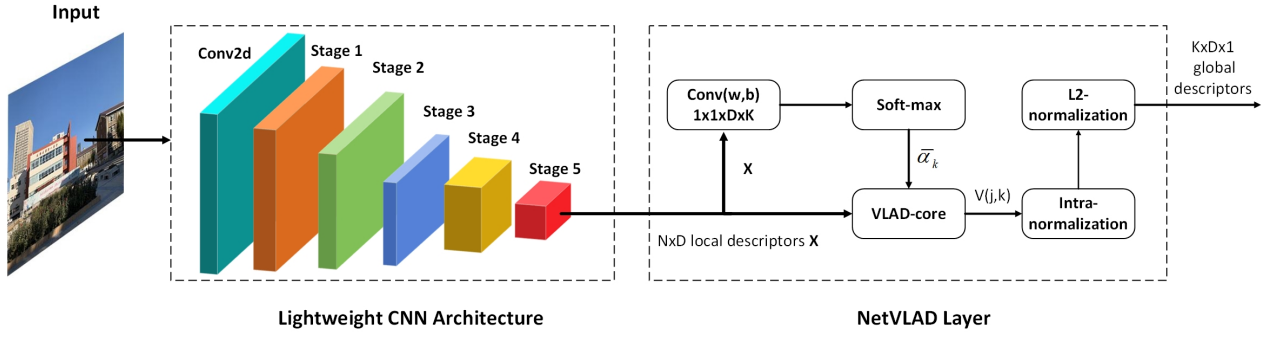 Input
Conv2d
Stage 1
Stage 2
Stage 3
Stage 4
Stage 5
Lightweight CNN Architecture
Conv(w,b)
1x1xDxK
Soft-max
X
α̅k
VLAD-core
NxD local descriptors X
V(j,k)
Intra-
normalization
L2-
normalization
KxDx1
global
descriptors
NetVLAD Layer